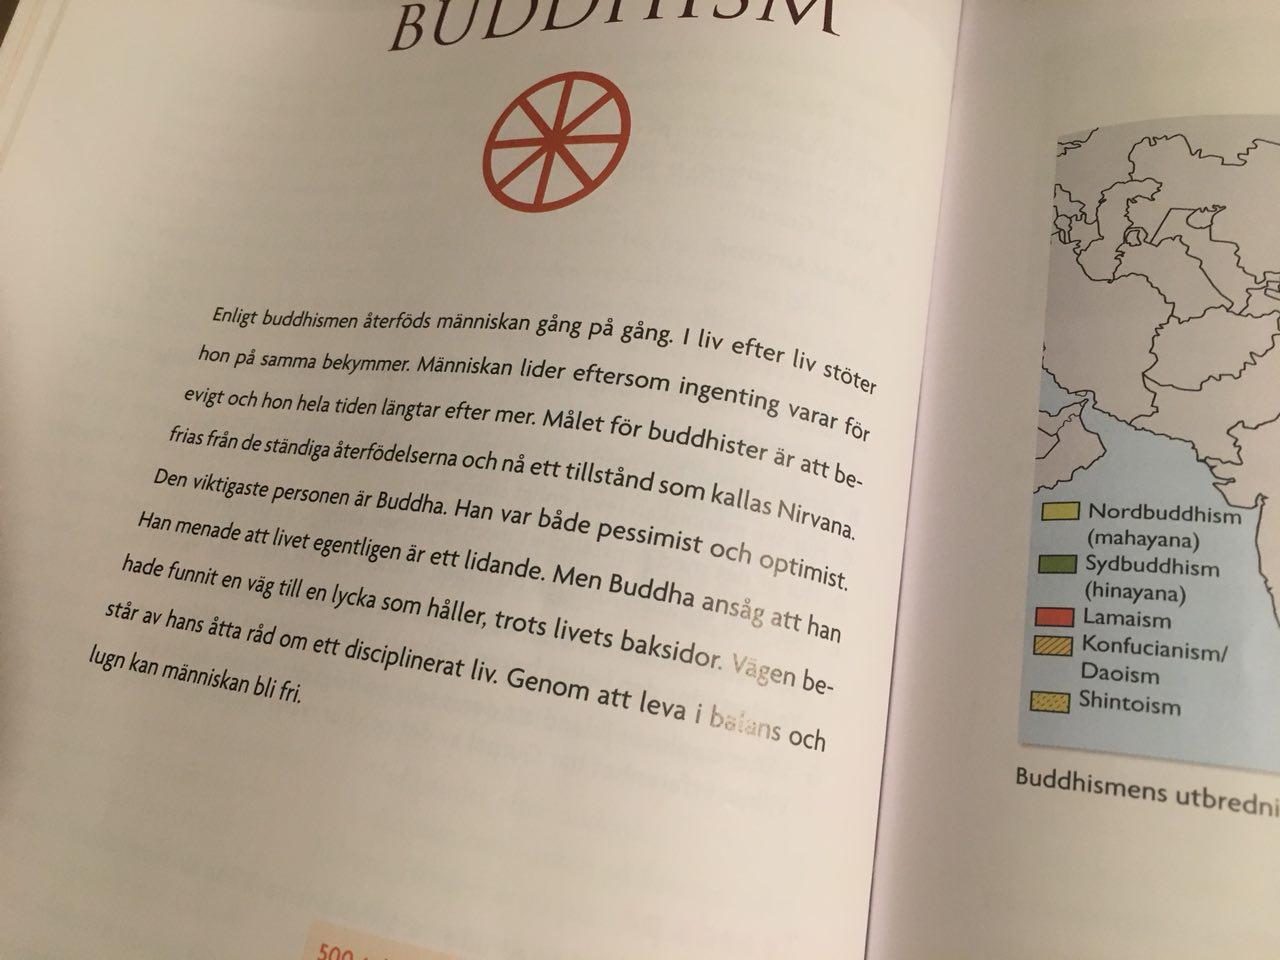 BUDDHISM
Enligt buddhismen återföds människan gång på gång. I liv efter liv stöter
hon på samma bekymmer. Människan lider eftersom ingenting varar för
evigt och hon hela tiden längtar efter mer. Målet för buddhister är att be-
frias från de ständiga återfödelserna och nå ett tillstånd som kallas Nirvana.
Den viktigaste personen är Buddha. Han var både pessimist och optimist.
Han menade att livet egentligen är ett lidande. Men Buddha ansåg att han
hade funnit en väg till en lycka som håller, trots livets baksidor. Vägen be-
står av hans åtta råd om ett disciplinerat liv. Genom att leva i balans och
lugn kan människan bli fri.
500
Nordbuddhism
(mahayana)
Sydbuddhism
(hinayana)
Lamaism
Konfucianism/
Daoism
Shintoism
Buddhismens utbredni